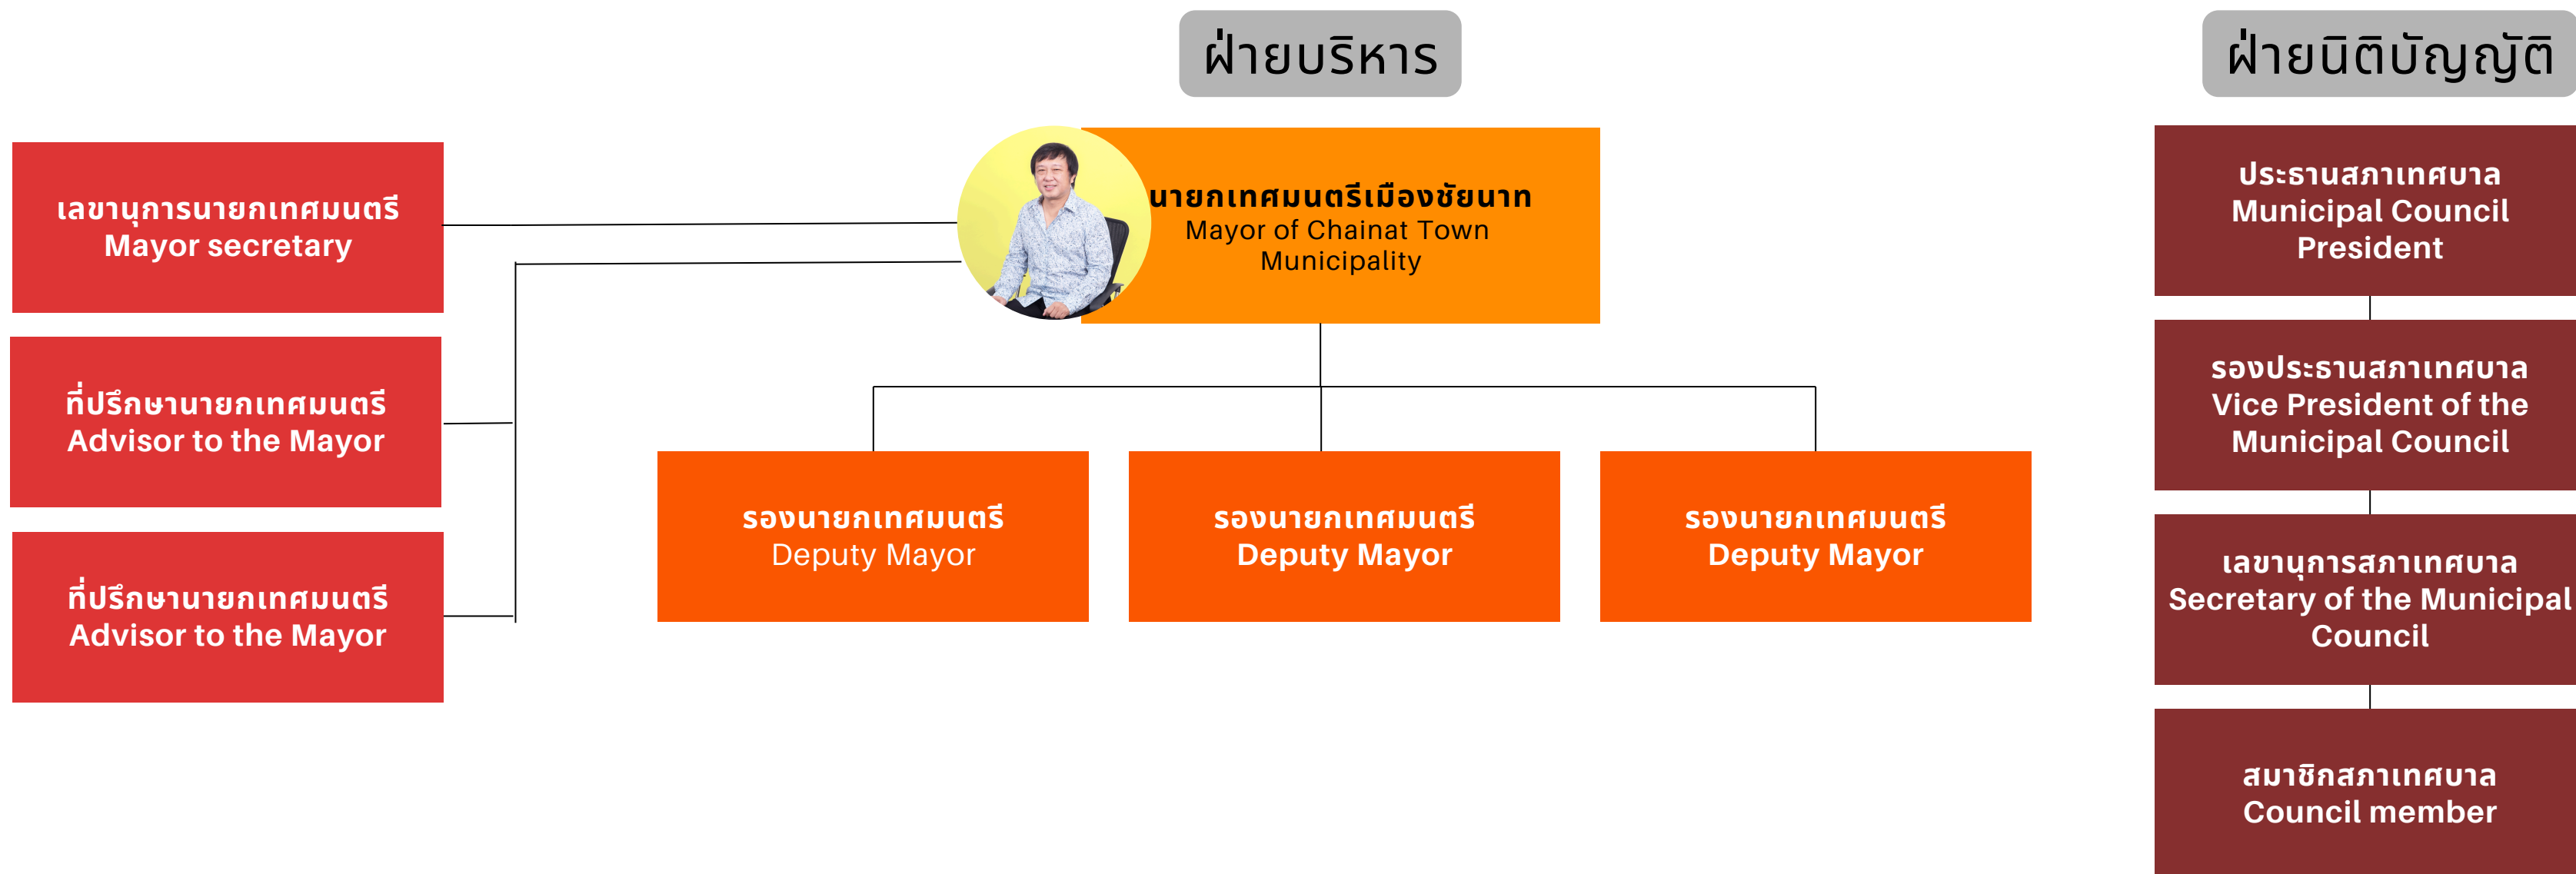 ฝ่ายบริหาร
ฝ่ายนิติบัญญัติ
เลขานุการนายกเทศมนตรี
Mayor secretary
ที่ปรึกษานายกเทศมนตรี
Advisor to the Mayor
ที่ปรึกษานายกเทศมนตรี
Advisor to the Mayor
นายกเทศมนตรีเมืองชัยนาท
Mayor of Chainat Town
Municipality
รองนายกเทศมนตรี
Deputy Mayor
รองนายกเทศมนตรี
Deputy Mayor
รองนายกเทศมนตรี
Deputy Mayor
ประธานสภาเทศบาล
Municipal Council
President
รองประธานสภาเทศบาล
Vice President of the
Municipal Council
เลขานุการสภาเทศบาล
Secretary of the Municipal
Council
สมาชิกสภาเทศบาล
Council member